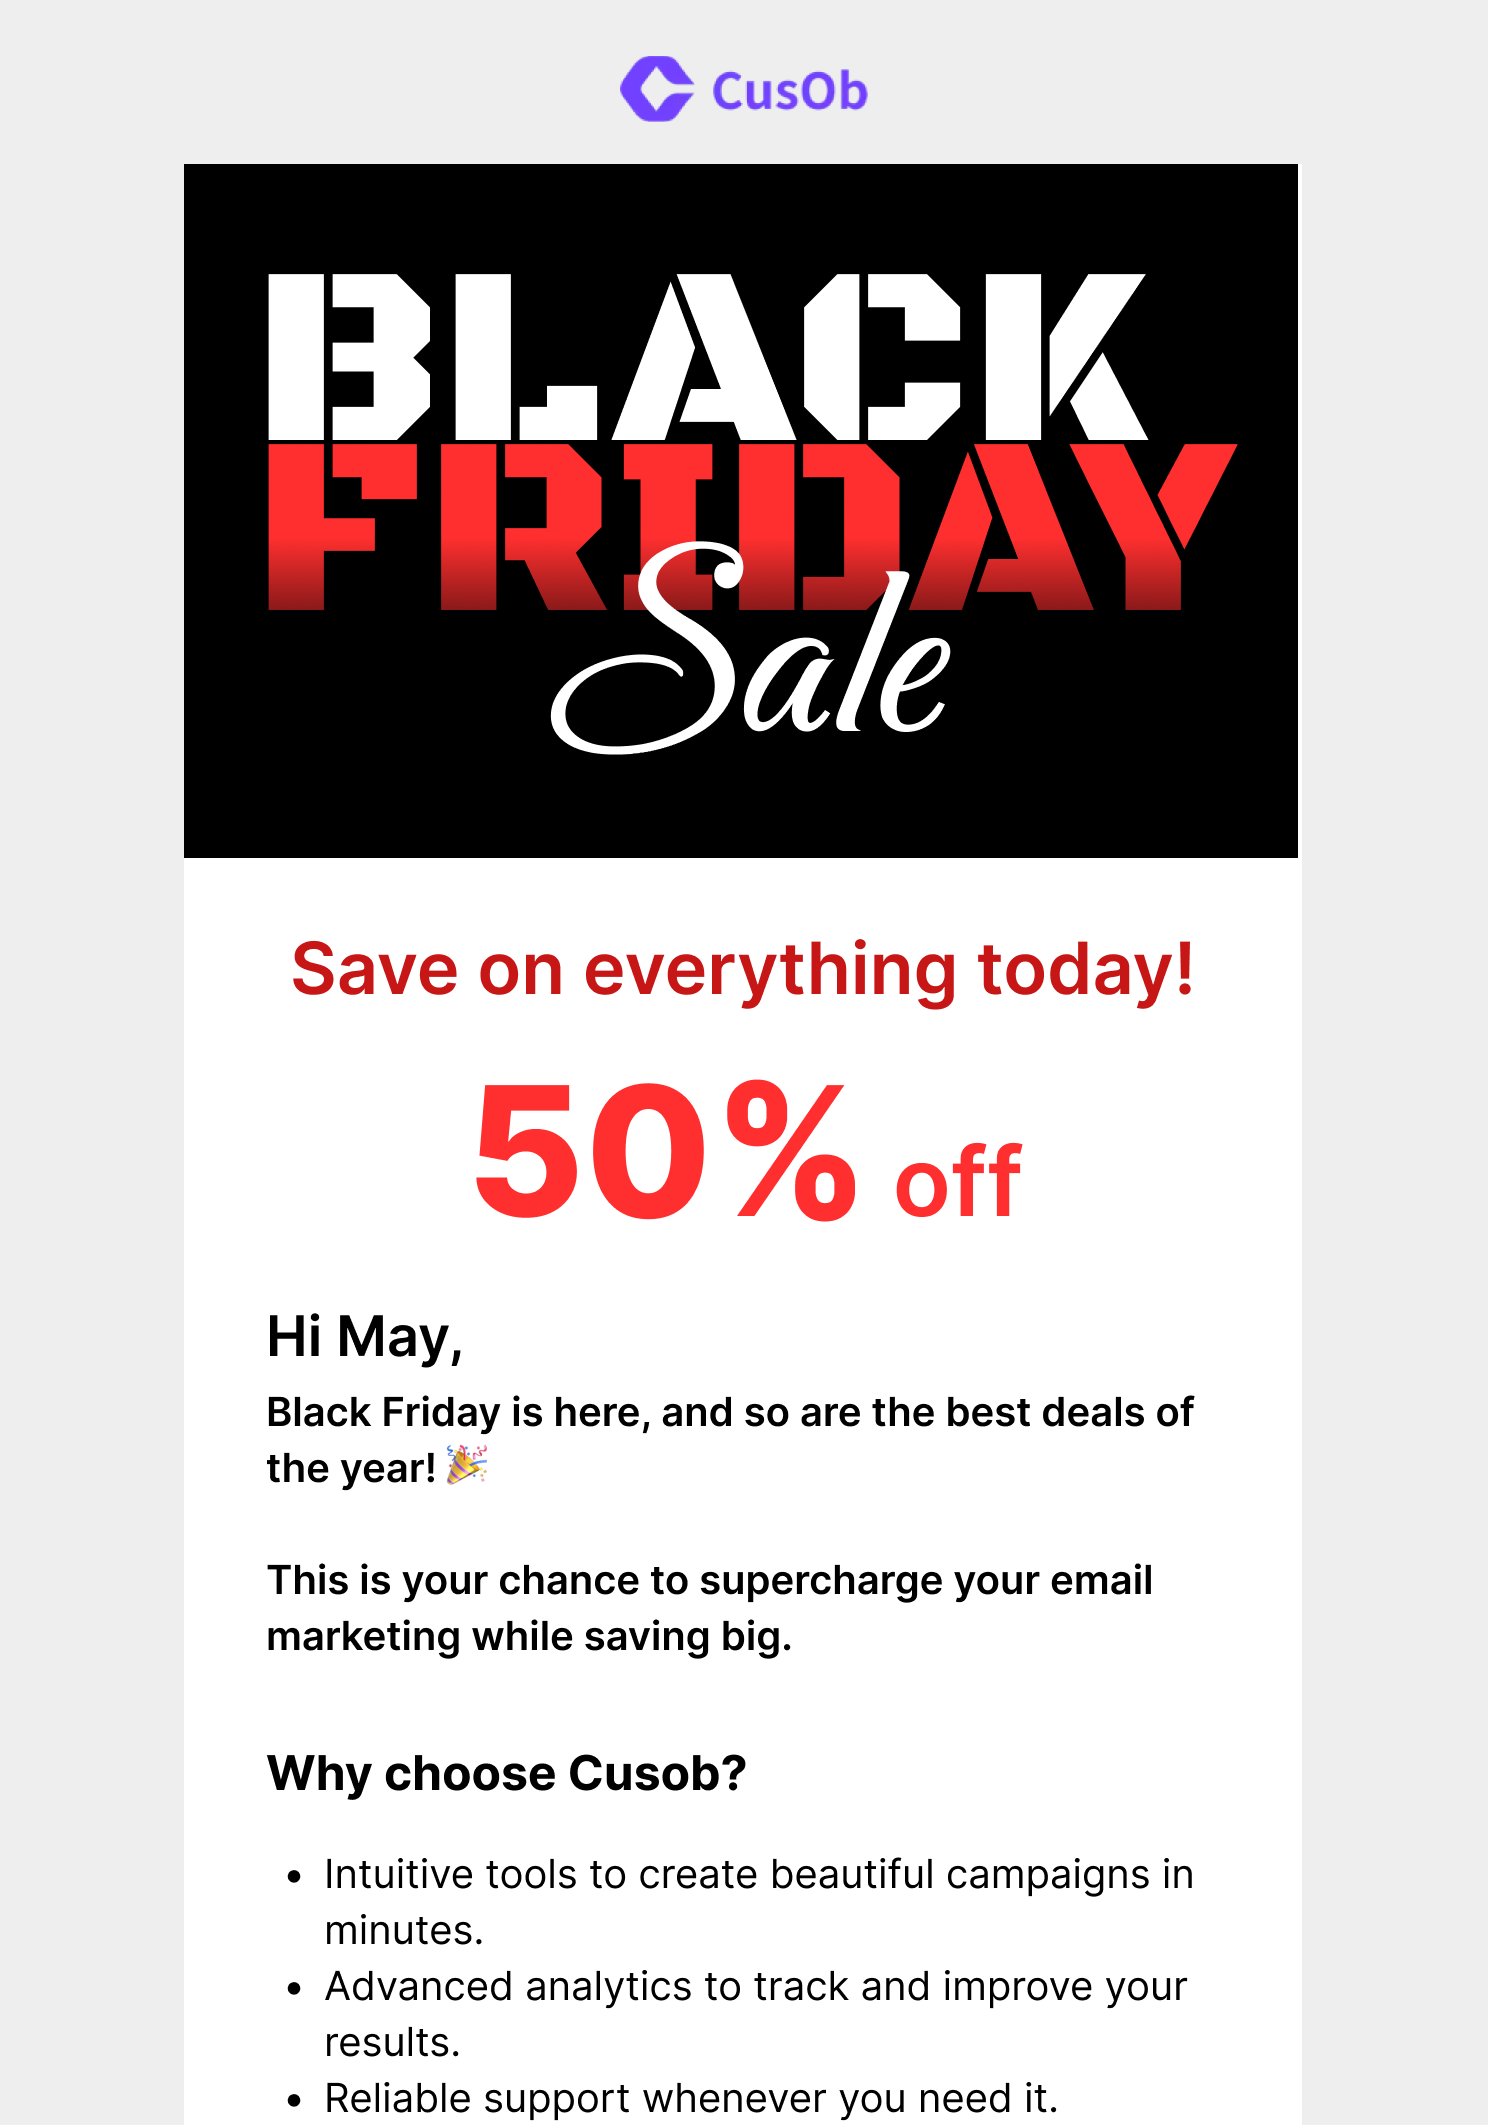 CusOb
BLACK
FRIDAY
Sale
Save on everything today!
50% off
Hi May,
Black Friday is here, and so are the best deals of
the year! 🎉
This is your chance to supercharge your email
marketing while saving big.
Why choose Cusob?
• Intuitive tools to create beautiful campaigns in
minutes.
• Advanced analytics to track and improve your
results.
• Reliable support whenever you need it.